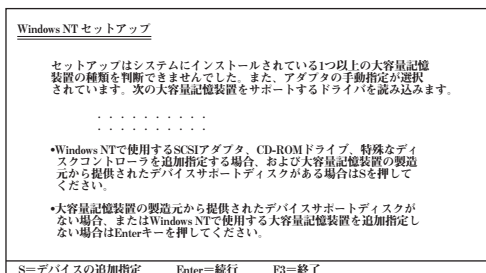 Windows NT セットアップ
セットアップはシステムにインストールされている1つ以上の大容量記憶
装置の種類を判断できませんでした。また、アダプタの手動指定が選択
されています。次の大容量記憶装置をサポートするドライバを読み込みます。
. . . . . . . . . .
. . . . . . . . . .
•Windows NTで使用するSCSIアダプタ、CD-ROMドライブ、特殊なディ
スクコントローラを追加指定する場合、および大容量記憶装置の製造
元から提供されたデバイスサポートディスクがある場合はSを押して
ください。
•大容量記憶装置の製造元から提供されたデバイスサポートディスクが
ない場合、またはWindows NTで使用する大容量記憶装置を追加指定し
ない場合はEnterキーを押してください。
S=デバイスの追加指定 Enter=続行 F3=終了